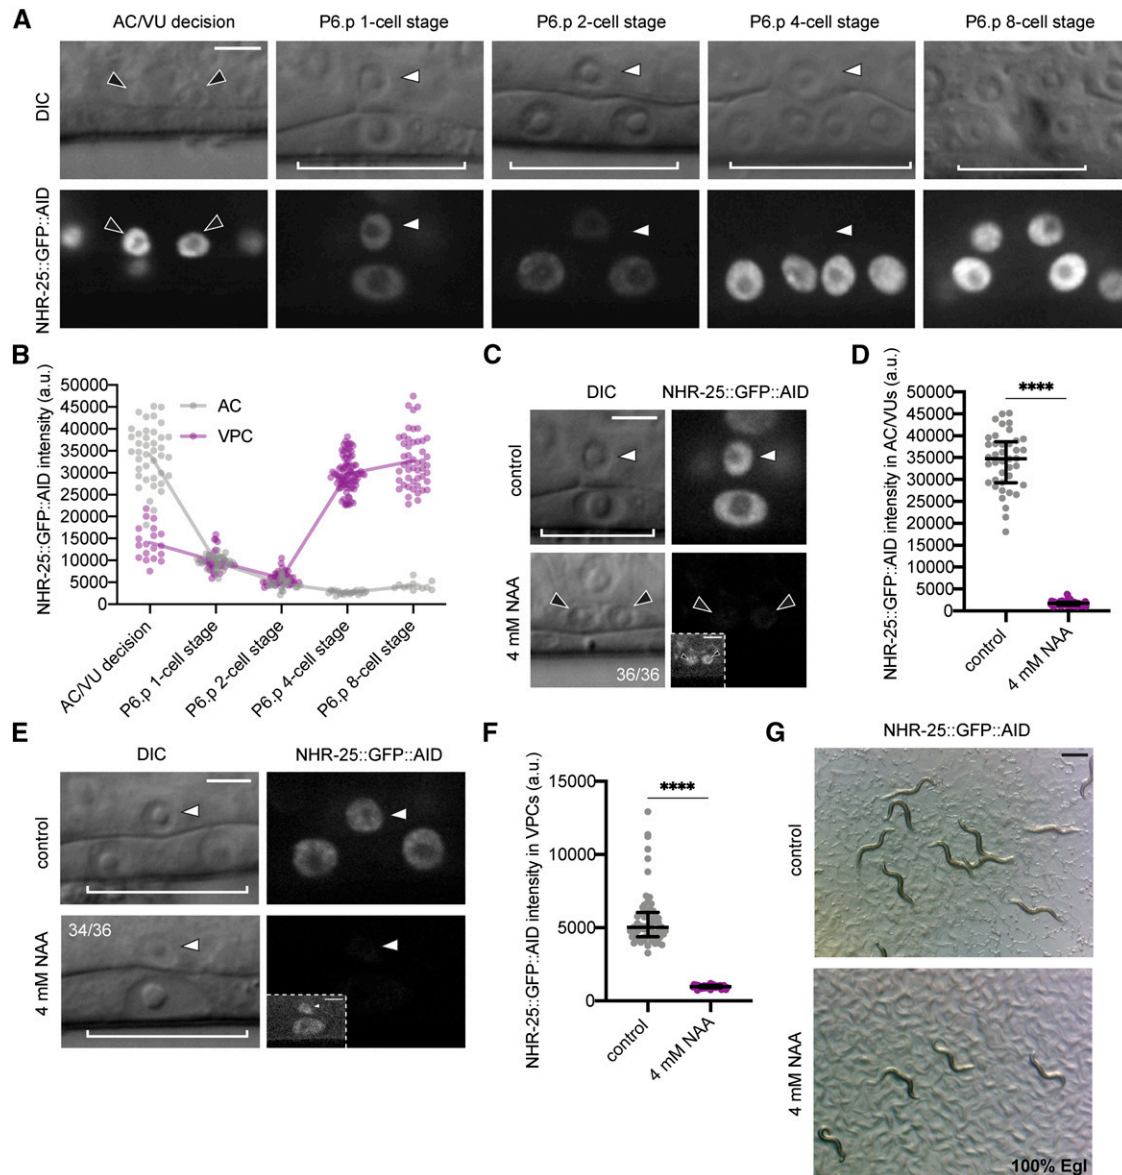 A
AC/VU decision
P6.p 1-cell stage
P6.p 2-cell stage
P6.p 4-cell stage
P6.p 8-cell stage
DIC
NHR-25::GFP::AID
B
NHR-25::GFP::AID intensity (a.u.)
50000
45000
40000
35000
30000
25000
20000
15000
10000
5000
0
AC
VPC
AC/VU decision
P6.p 1-cell stage
P6.p 2-cell stage
P6.p 4-cell stage
P6.p 8-cell stage
C
DIC
NHR-25::GFP::AID
control
4 mM NAA
36/36
D
NHR-25::GFP::AID intensity in AC/VUs (a.u.)
50000
45000
40000
35000
30000
25000
20000
15000
10000
5000
0
****
control
4 mM NAA
E
DIC
NHR-25::GFP::AID
control
4 mM NAA
34/36
F
NHR-25::GFP::AID intensity in VPCs (a.u.)
15000
10000
5000
0
****
control
4 mM NAA
G
NHR-25::GFP::AID
control
4 mM NAA
100% Egl